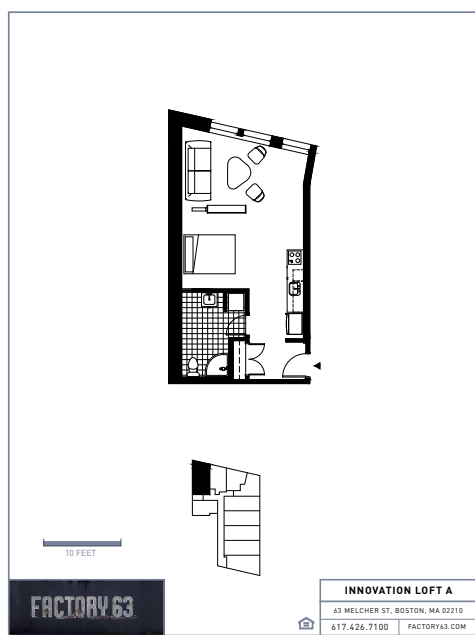 10 FEET
FACTORY 63
INNOVATION LOFT A
63 MELCHER ST, BOSTON, MA 02210
617.426.7100 FACTORY63.COM